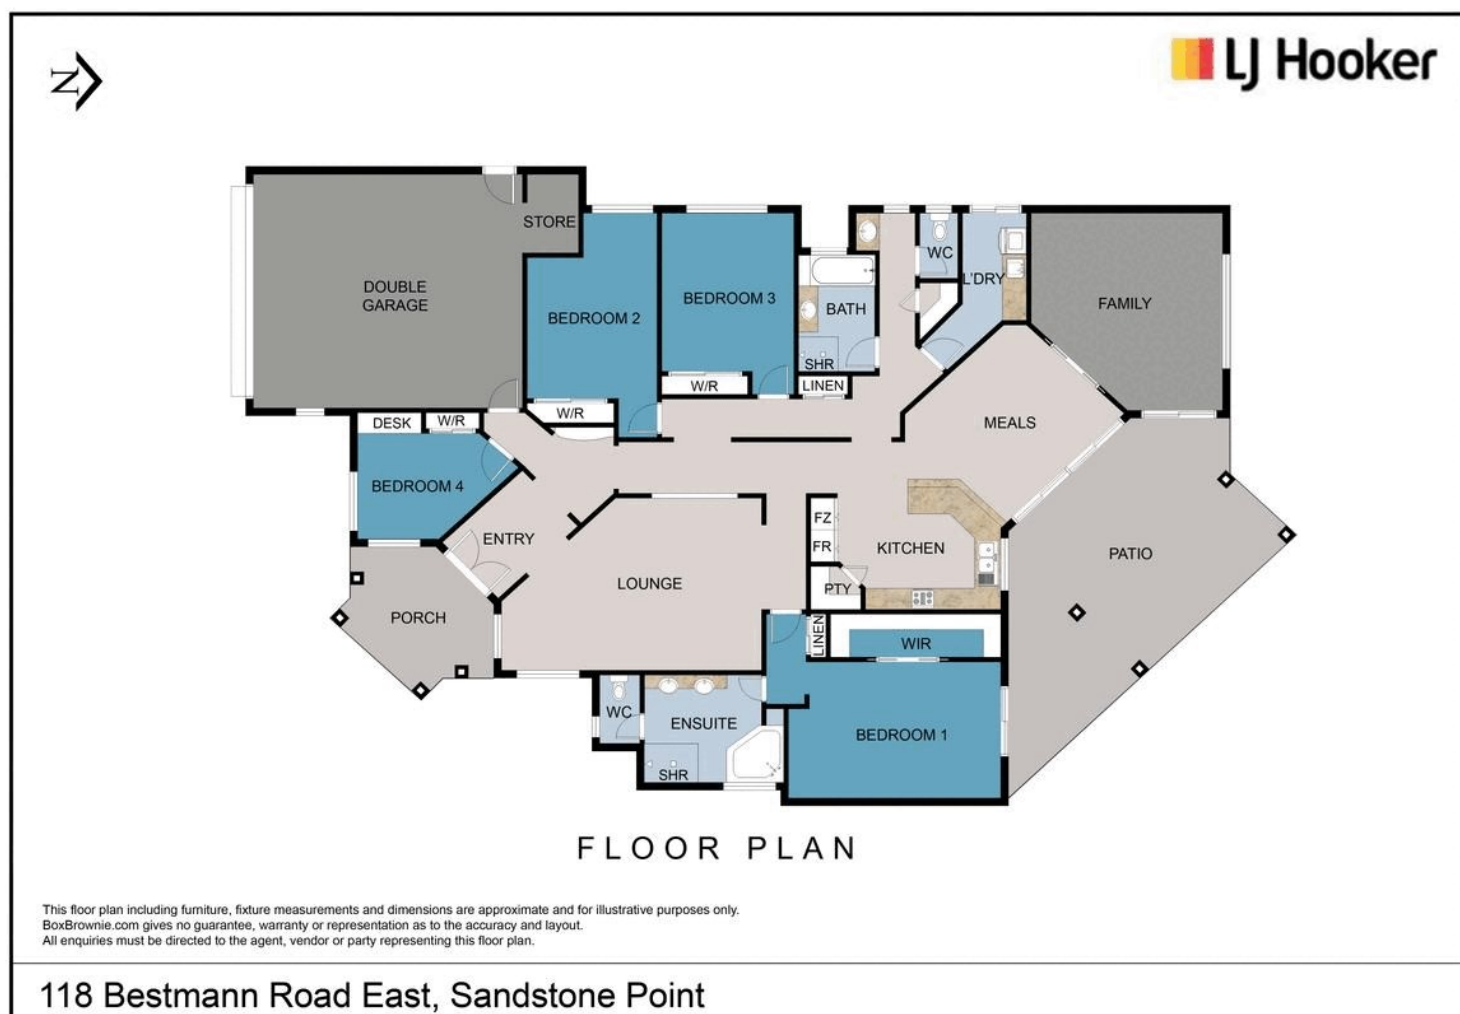 N
LJ Hooker
STORE
DOUBLE
GARAGE
BEDROOM 2
BEDROOM 3
BATH
SHR
WC
L'DRY
FAMILY
W/R
W/R
LINEN
DESK
W/R
MEALS
BEDROOM 4
ENTRY
LOUNGE
FZ
FR
KITCHEN
PTY
PATIO
PORCH
LINEN
WIR
WC
ENSUITE
SHR
BEDROOM 1
FLOOR PLAN
This floor plan including furniture, fixture measurements and dimensions are approximate and for illustrative purposes only.
BoxBrownie.com gives no guarantee, warranty or representation as to the accuracy and layout.
All enquiries must be directed to the agent, vendor or party representing this floor plan.
118 Bestmann Road East, Sandstone Point